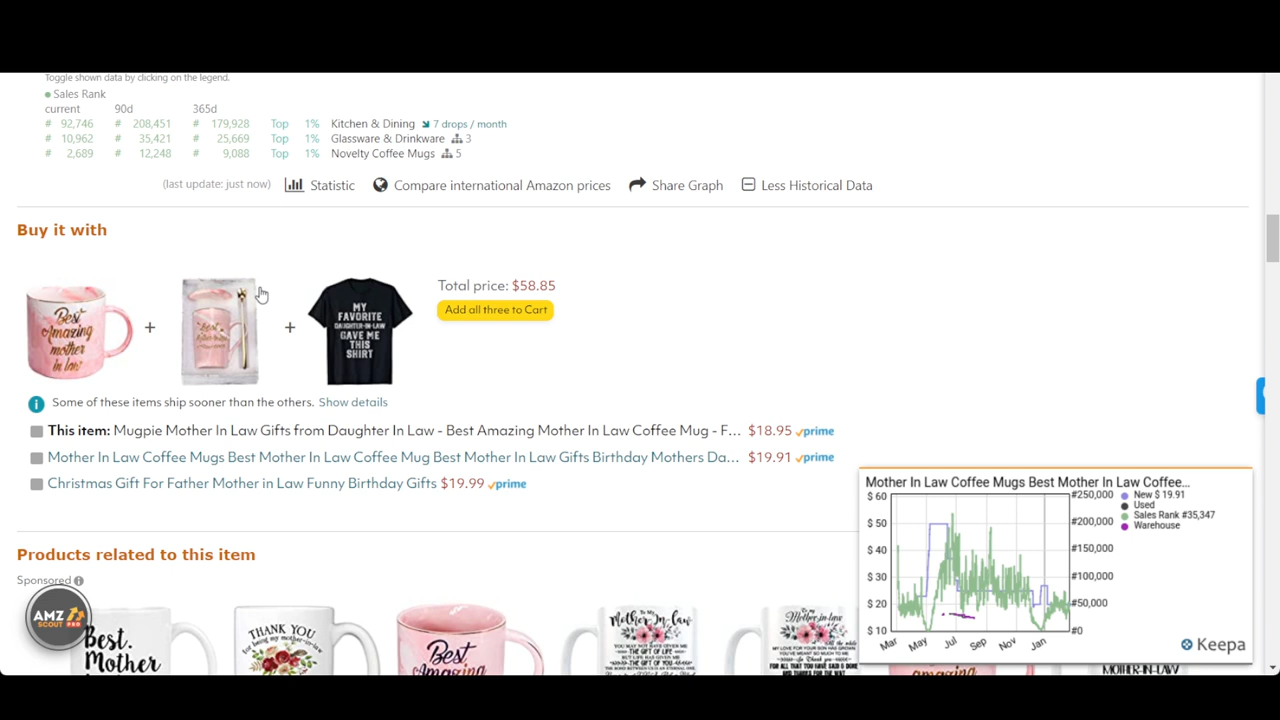 Toggle shown data by clicking on the legend.
Sales Rank
current 90d 365d
# 92,746 # 208,451 # 179,928 Top 1% Kitchen & Dining 7 drops / month
# 10,962 # 35,421 # 25,669 Top 1% Glassware & Drinkware 3
# 2,689 # 12,248 # 9,088 Top 1% Novelty Coffee Mugs 5
(last update: just now) Statistic Compare international Amazon prices Share Graph Less Historical Data
Buy it with
Best
Amazing
mother
in law
+
+
MY
FAVORITE
DAUGHTER-IN-LAW
GAVE ME
THIS
SHIRT
Total price: $58.85
Add all three to Cart
Some of these items ship sooner than the others. Show details
This item: Mugpie Mother In Law Gifts from Daughter In Law - Best Amazing Mother In Law Coffee Mug - F... $18.95 prime
Mother In Law Coffee Mugs Best Mother In Law Coffee Mug Best Mother In Law Gifts Birthday Mothers Da... $19.91 prime
Christmas Gift For Father Mother in Law Funny Birthday Gifts $19.99 prime
Mother In Law Coffee Mugs Best Mother In Law Coffee...
$ 60 #250,000 New $ 19.91
Used
$ 50 #200,000 Sales Rank #35,347
Warehouse
$ 40 #150,000
$ 30 #100,000
$ 20 #50,000
$ 10 #0
Mar May Jul Sep Nov Jan
Keepa
Products related to this item
Sponsored
AMZ
SCOUT
Best.
Mother
THANK YOU
Best
Amazing
Mother In Law
Mother-in-law
MOTHER-IN-LAW